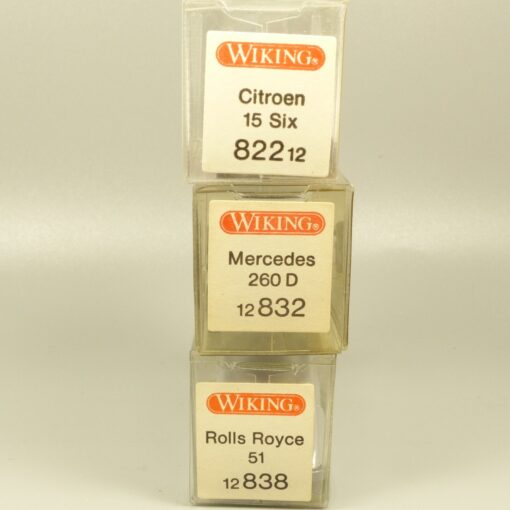 WIKING®
Citroen
15 Six
822 12
WIKING®
Mercedes
260 D
12 832
WIKING®
Rolls Royce
51
12 838